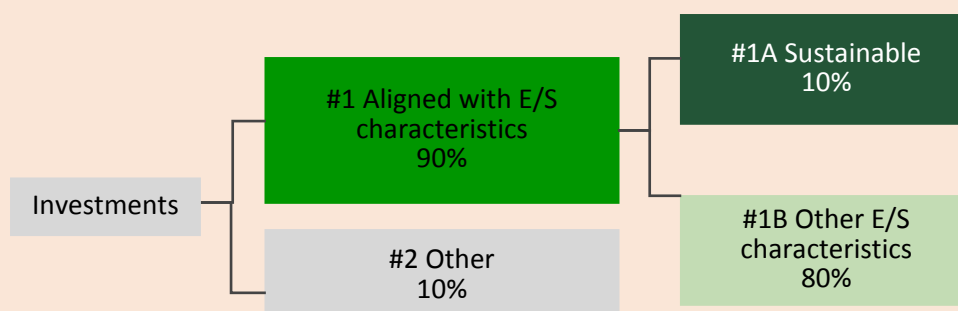 #1A Sustainable
10%
#1 Aligned with E/S
characteristics
90%
Investments
#1B Other E/S
characteristics
80%
#2 Other
10%